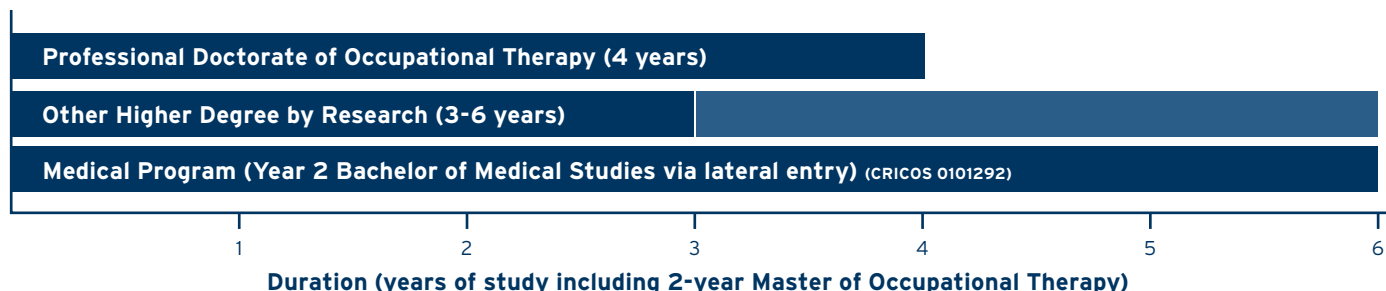 Professional Doctorate of Occupational Therapy (4 years)
Other Higher Degree by Research (3-6 years)
Medical Program (Year 2 Bachelor of Medical Studies via lateral entry) (CRICOS 0101292)
1 2 3 4 5 6
Duration (years of study including 2-year Master of Occupational Therapy)